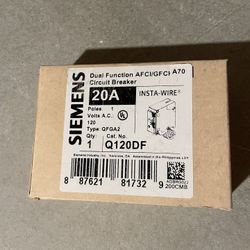 SIEMENS
Dual Function AFCI/GFCI A70
Circuit Breaker
20A INSTA-WIRE®
Poles 1
Volts A.C.:
120
Type: QFGA2
Qty: Cat. No.
1 Q120DF
8 87621 81732 9
200CMB